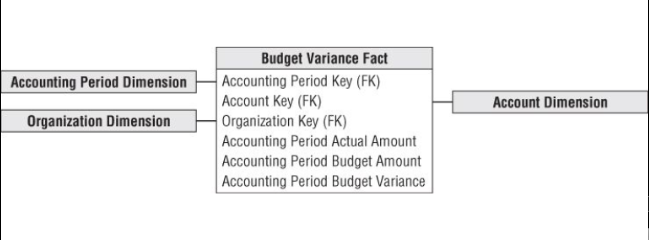 Budget Variance Fact
Accounting Period Dimension
Accounting Period Key (FK)
Account Key (FK)
Account Dimension
Organization Dimension
Organization Key (FK)
Accounting Period Actual Amount
Accounting Period Budget Amount
Accounting Period Budget Variance